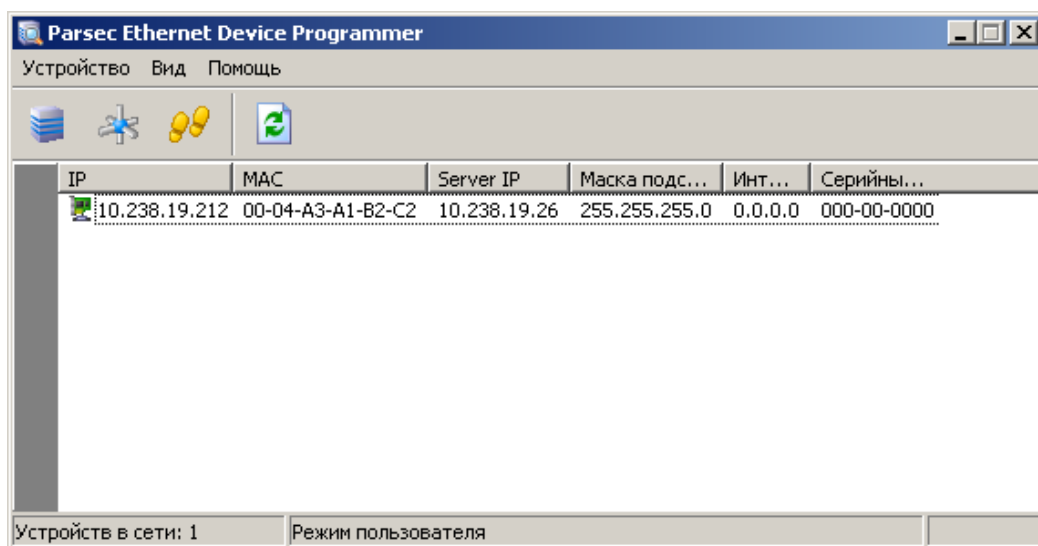 Parsec Ethernet Device Programmer
Устройство Вид Помощь
IP MAC Server IP Маска подс... Инт... Серийны...
10.238.19.212 00-04-A3-A1-B2-C2 10.238.19.26 255.255.255.0 0.0.0.0 000-00-0000
Устройств в сети: 1 Режим пользователя